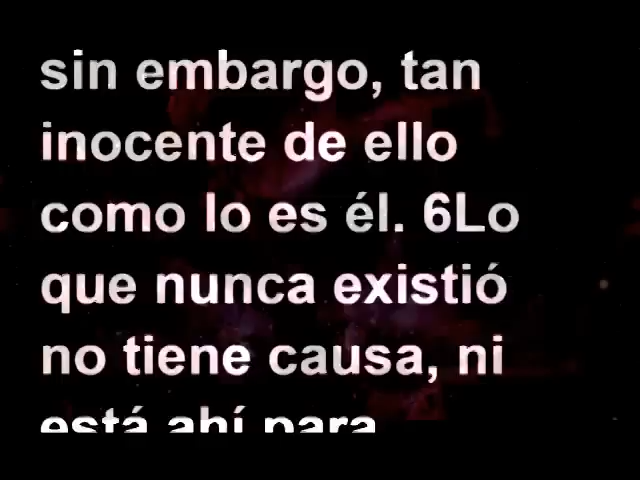 sin embargo, tan
inocente de ello
como lo es él. 6Lo
que nunca existió
no tiene causa, ni
está ahí para